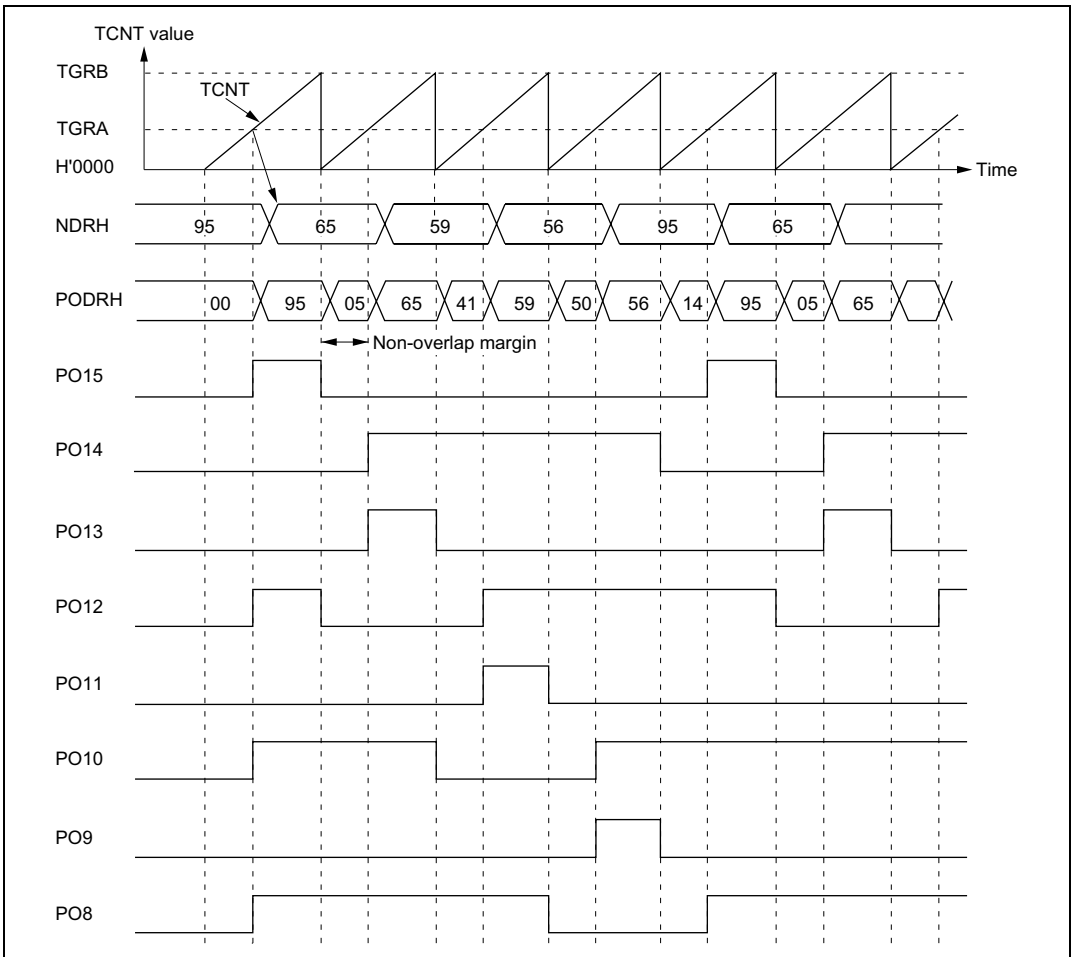 TCNT value
TGRB
TCNT
TGRA
H'0000
Time
NDRH 95 65 59 56 95 65
PODRH 00 95 05 65 41 59 50 56 14 95 05 65
Non-overlap margin
PO15
PO14
PO13
PO12
PO11
PO10
PO9
PO8